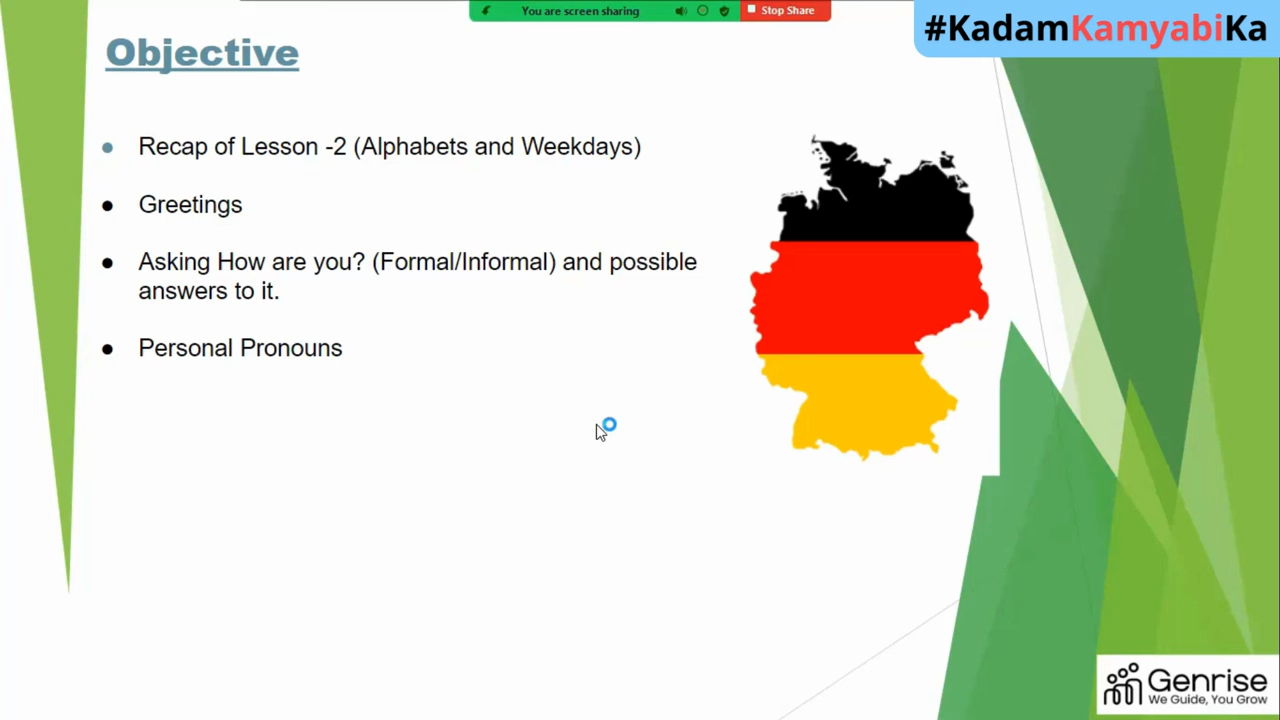 You are screen sharing
Stop Share
#KadamKamyabiKa
Objective
Recap of Lesson -2 (Alphabets and Weekdays)
Greetings
Asking How are you? (Formal/Informal) and possible
answers to it.
Personal Pronouns
Genrise
We Guide, You Grow